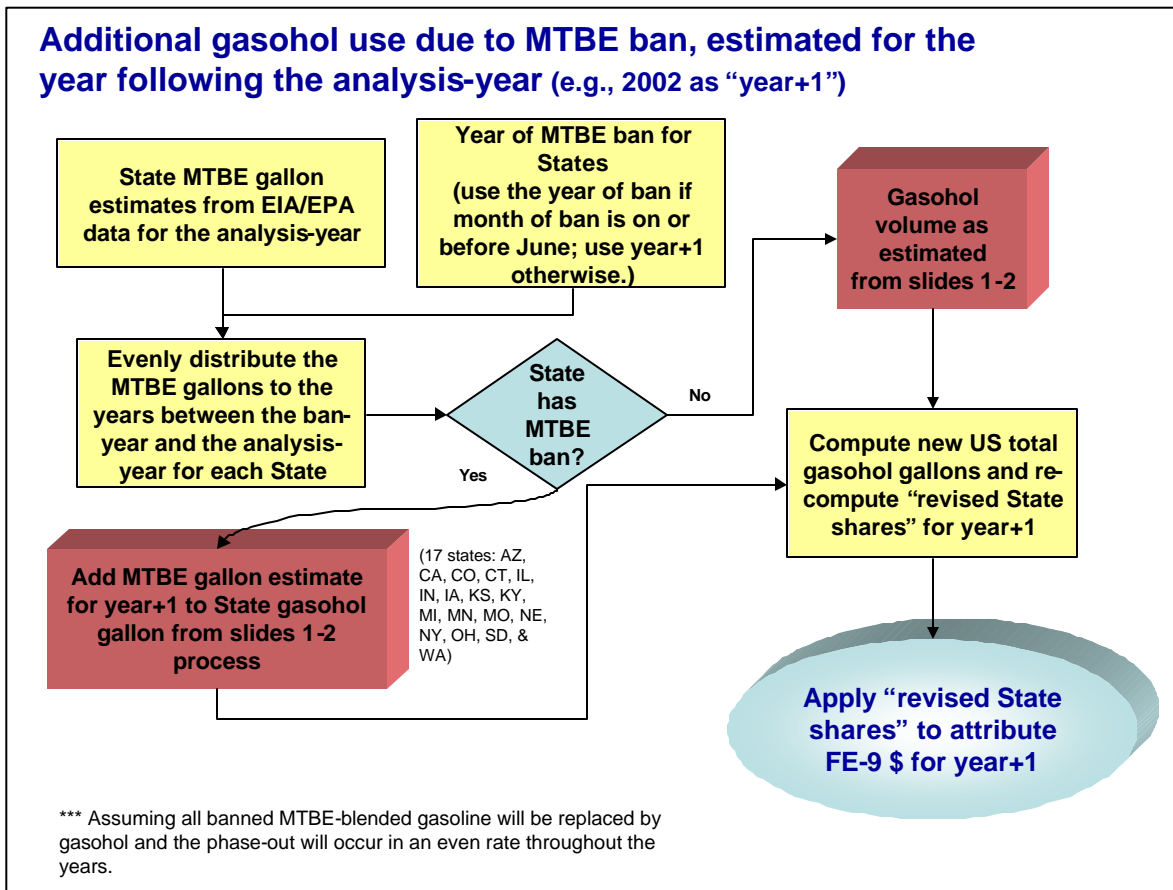 Additional gasohol use due to MTBE ban, estimated for the
year following the analysis-year (e.g., 2002 as “year+1”)
State MTBE gallon
estimates from EIA/EPA
data for the analysis-year
Year of MTBE ban for
States
(use the year of ban if
month of ban is on or
before June; use year+1
otherwise.)
Gasohol
volume as
estimated
from slides 1-2
Evenly distribute the
MTBE gallons to the
years between the ban-
year and the analysis-
year for each State
State
has
MTBE
ban?
No
Yes
Compute new US total
gasohol gallons and re-
compute “revised State
shares” for year+1
Add MTBE gallon estimate
for year+1 to State gasohol
gallon from slides 1-2
process
(17 states: AZ,
CA, CO, CT, IL,
IN, IA, KS, KY,
MI, MN, MO, NE,
NY, OH, SD, &
WA)
Apply “revised State
shares” to attribute
FE-9 $ for year+1
*** Assuming all banned MTBE-blended gasoline will be replaced by
gasohol and the phase-out will occur in an even rate throughout the
years.